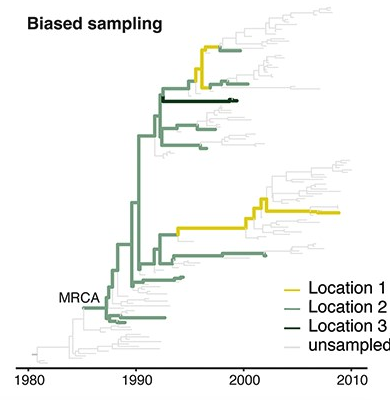 Biased sampling
MRCA
Location 1
Location 2
Location 3
unsampled
1980 1990 2000 2010